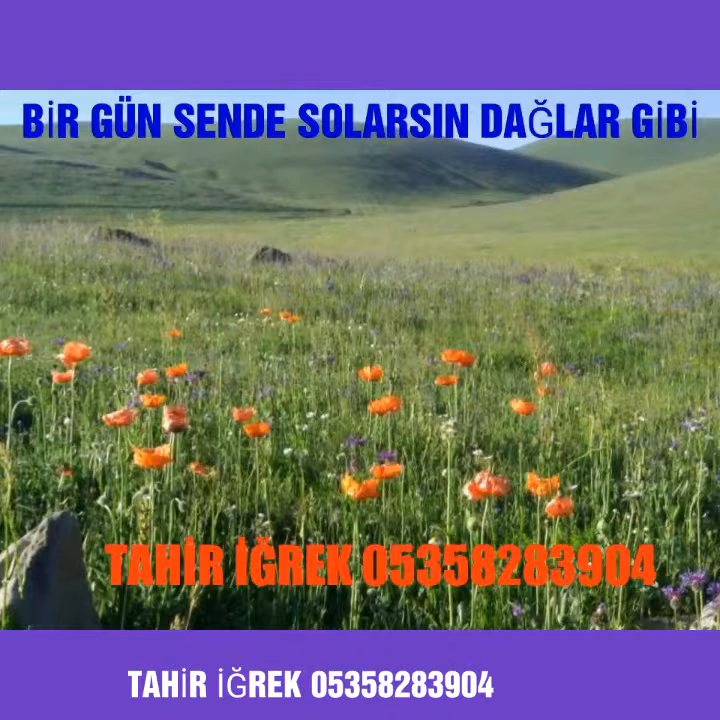 BİR GÜN SENDE SOLARSIN DAĞLAR GİBİ
TAHİR İĞREK 05358283904
TAHİR İĞREK 05358283904